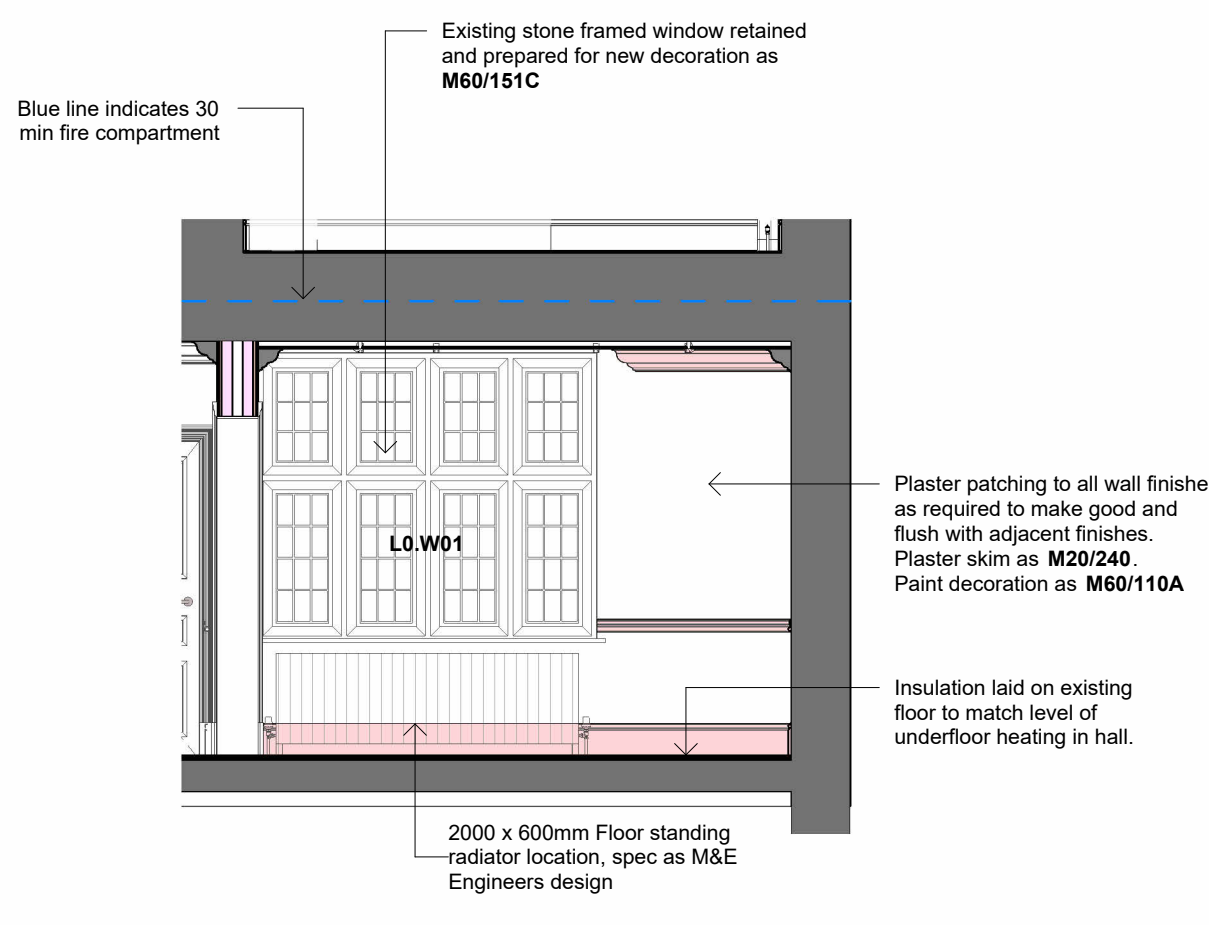 Existing stone framed window retained
and prepared for new decoration as
M60/151C
Blue line indicates 30
min fire compartment
L0.W01
Plaster patching to all wall finishe
as required to make good and
flush with adjacent finishes.
Plaster skim as M20/240.
Paint decoration as M60/110A
Insulation laid on existing
floor to match level of
underfloor heating in hall.
2000 x 600mm Floor standing
radiator location, spec as M&E
Engineers design